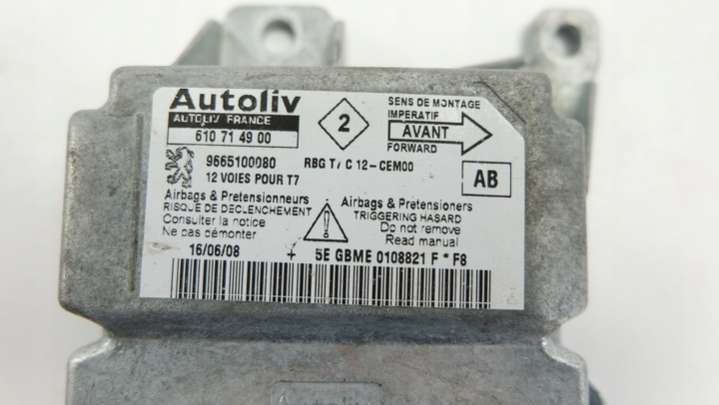 Autoliv
AUTOLIV FRANCE
610 71 49 00
2
SENS DE MONTAGE
IMPERATIF
AVANT
FORWARD
9665100080
12 VOIES POUR T7
RBG T7 C 12-CEM00
AB
Airbags & Pretensionneurs
RISQUE DE DECLENCHEMENT
Consulter la notice
Ne pas démonter
Airbags & Pretensioners
TRIGGERING HASARD
Do not remove
Read manual
16/06/08 + 5E GBME 0108821 F * F8